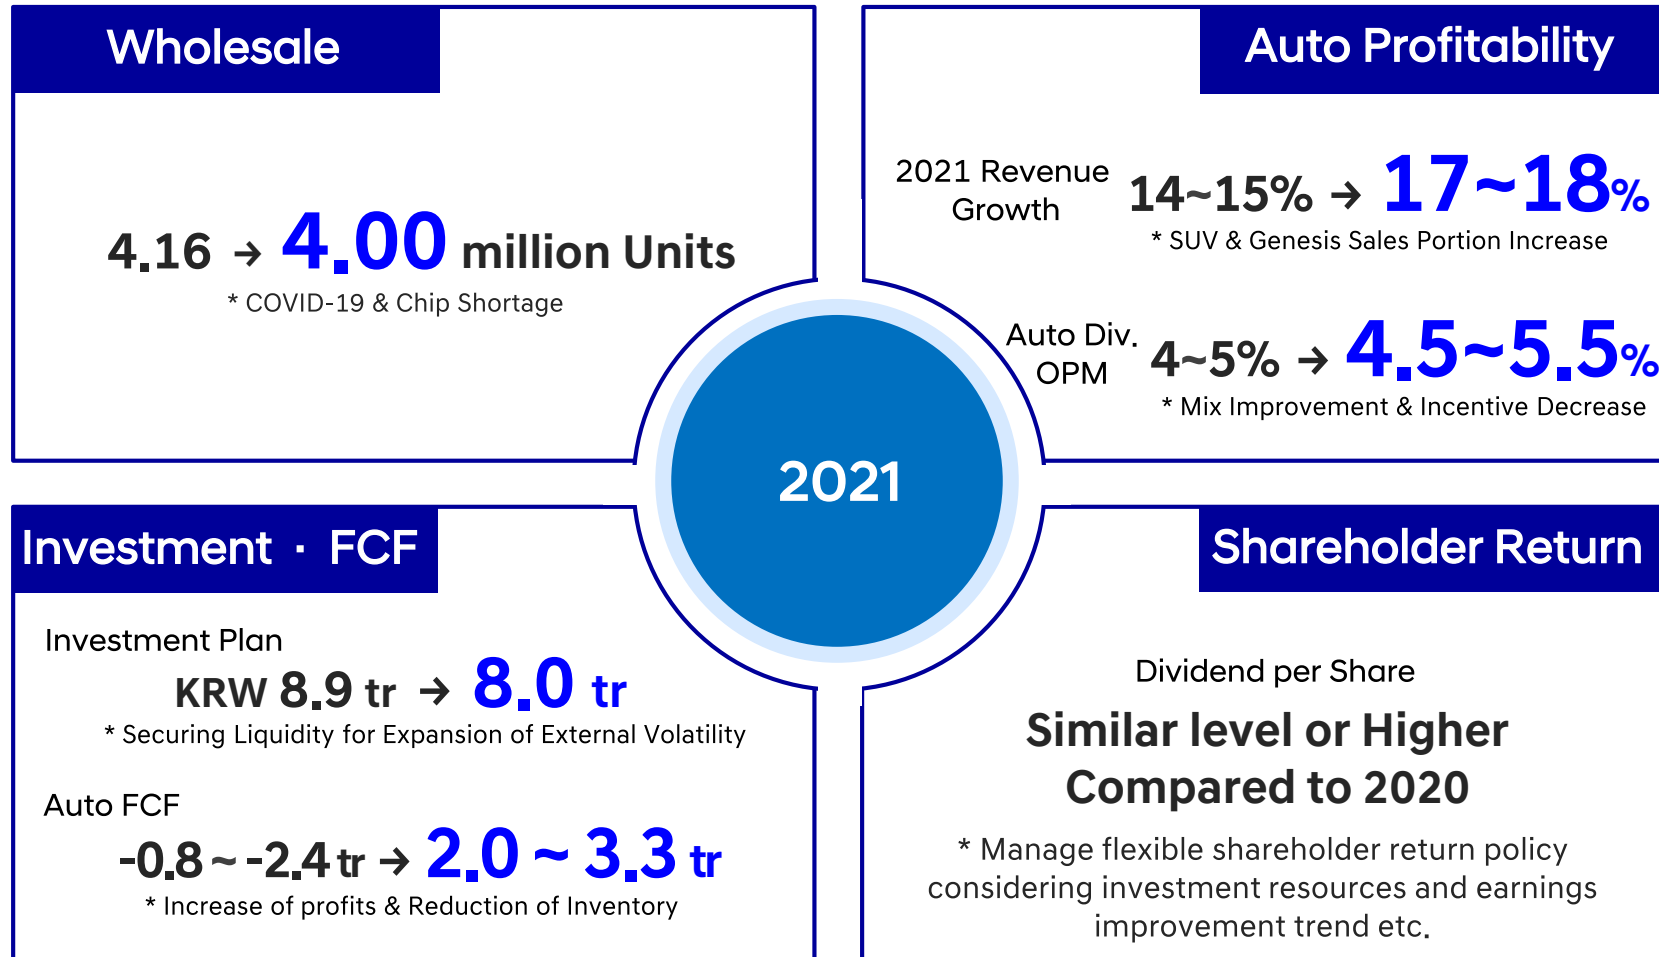 Wholesale
4.16 → 4.00 million Units
* COVID-19 & Chip Shortage
Auto Profitability
2021 Revenue
Growth
14~15% → 17~18%
* SUV & Genesis Sales Portion Increase
Auto Div.
OPM
4~5% → 4.5~5.5%
* Mix Improvement & Incentive Decrease
2021
Investment · FCF
Investment Plan
KRW 8.9 tr → 8.0 tr
* Securing Liquidity for Expansion of External Volatility
Auto FCF
-0.8 ~ -2.4 tr → 2.0 ~ 3.3 tr
* Increase of profits & Reduction of Inventory
Shareholder Return
Dividend per Share
Similar level or Higher
Compared to 2020
* Manage flexible shareholder return policy
considering investment resources and earnings
improvement trend etc.